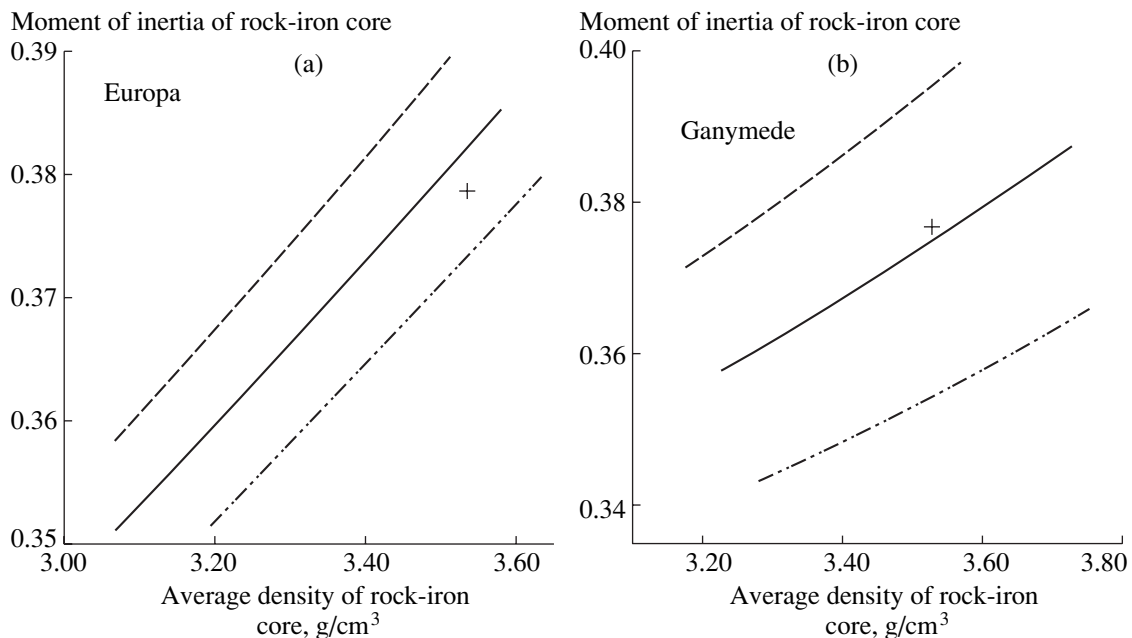 Moment of inertia of rock-iron core
0.39
(a)
Europa
0.38
0.37
0.36
0.35
3.00 3.20 3.40 3.60
Average density of rock-iron
core, g/cm³
Moment of inertia of rock-iron core
0.40
(b)
Ganymede
0.38
0.36
0.34
3.20 3.40 3.60 3.80
Average density of rock-iron
core, g/cm³